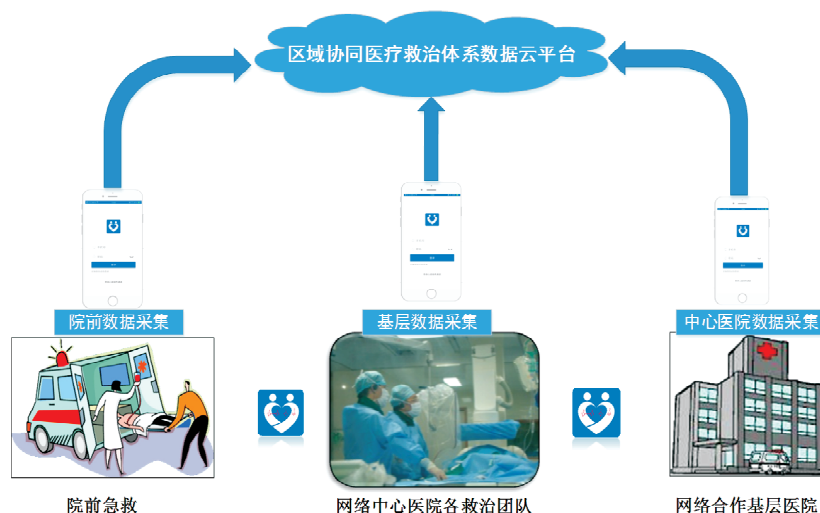 区域协同医疗救治体系数据云平台
院前数据采集
基层数据采集
中心医院数据采集
院前急救
网络中心医院各救治团队
网络合作基层医院